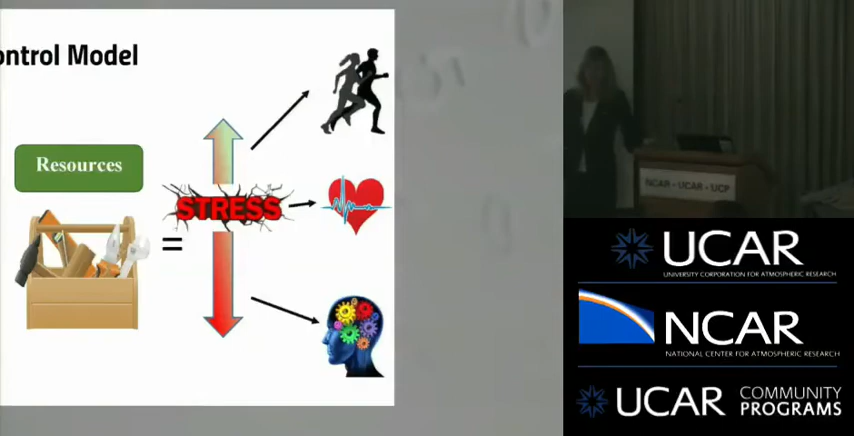 ontrol Model
Resources
STRESS
=
NCAR - UCAR - UCP
UCAR
UNIVERSITY CORPORATION FOR ATMOSPHERIC RESEARCH
NCAR
NATIONAL CENTER FOR ATMOSPHERIC RESEARCH
UCAR COMMUNITY
PROGRAMS